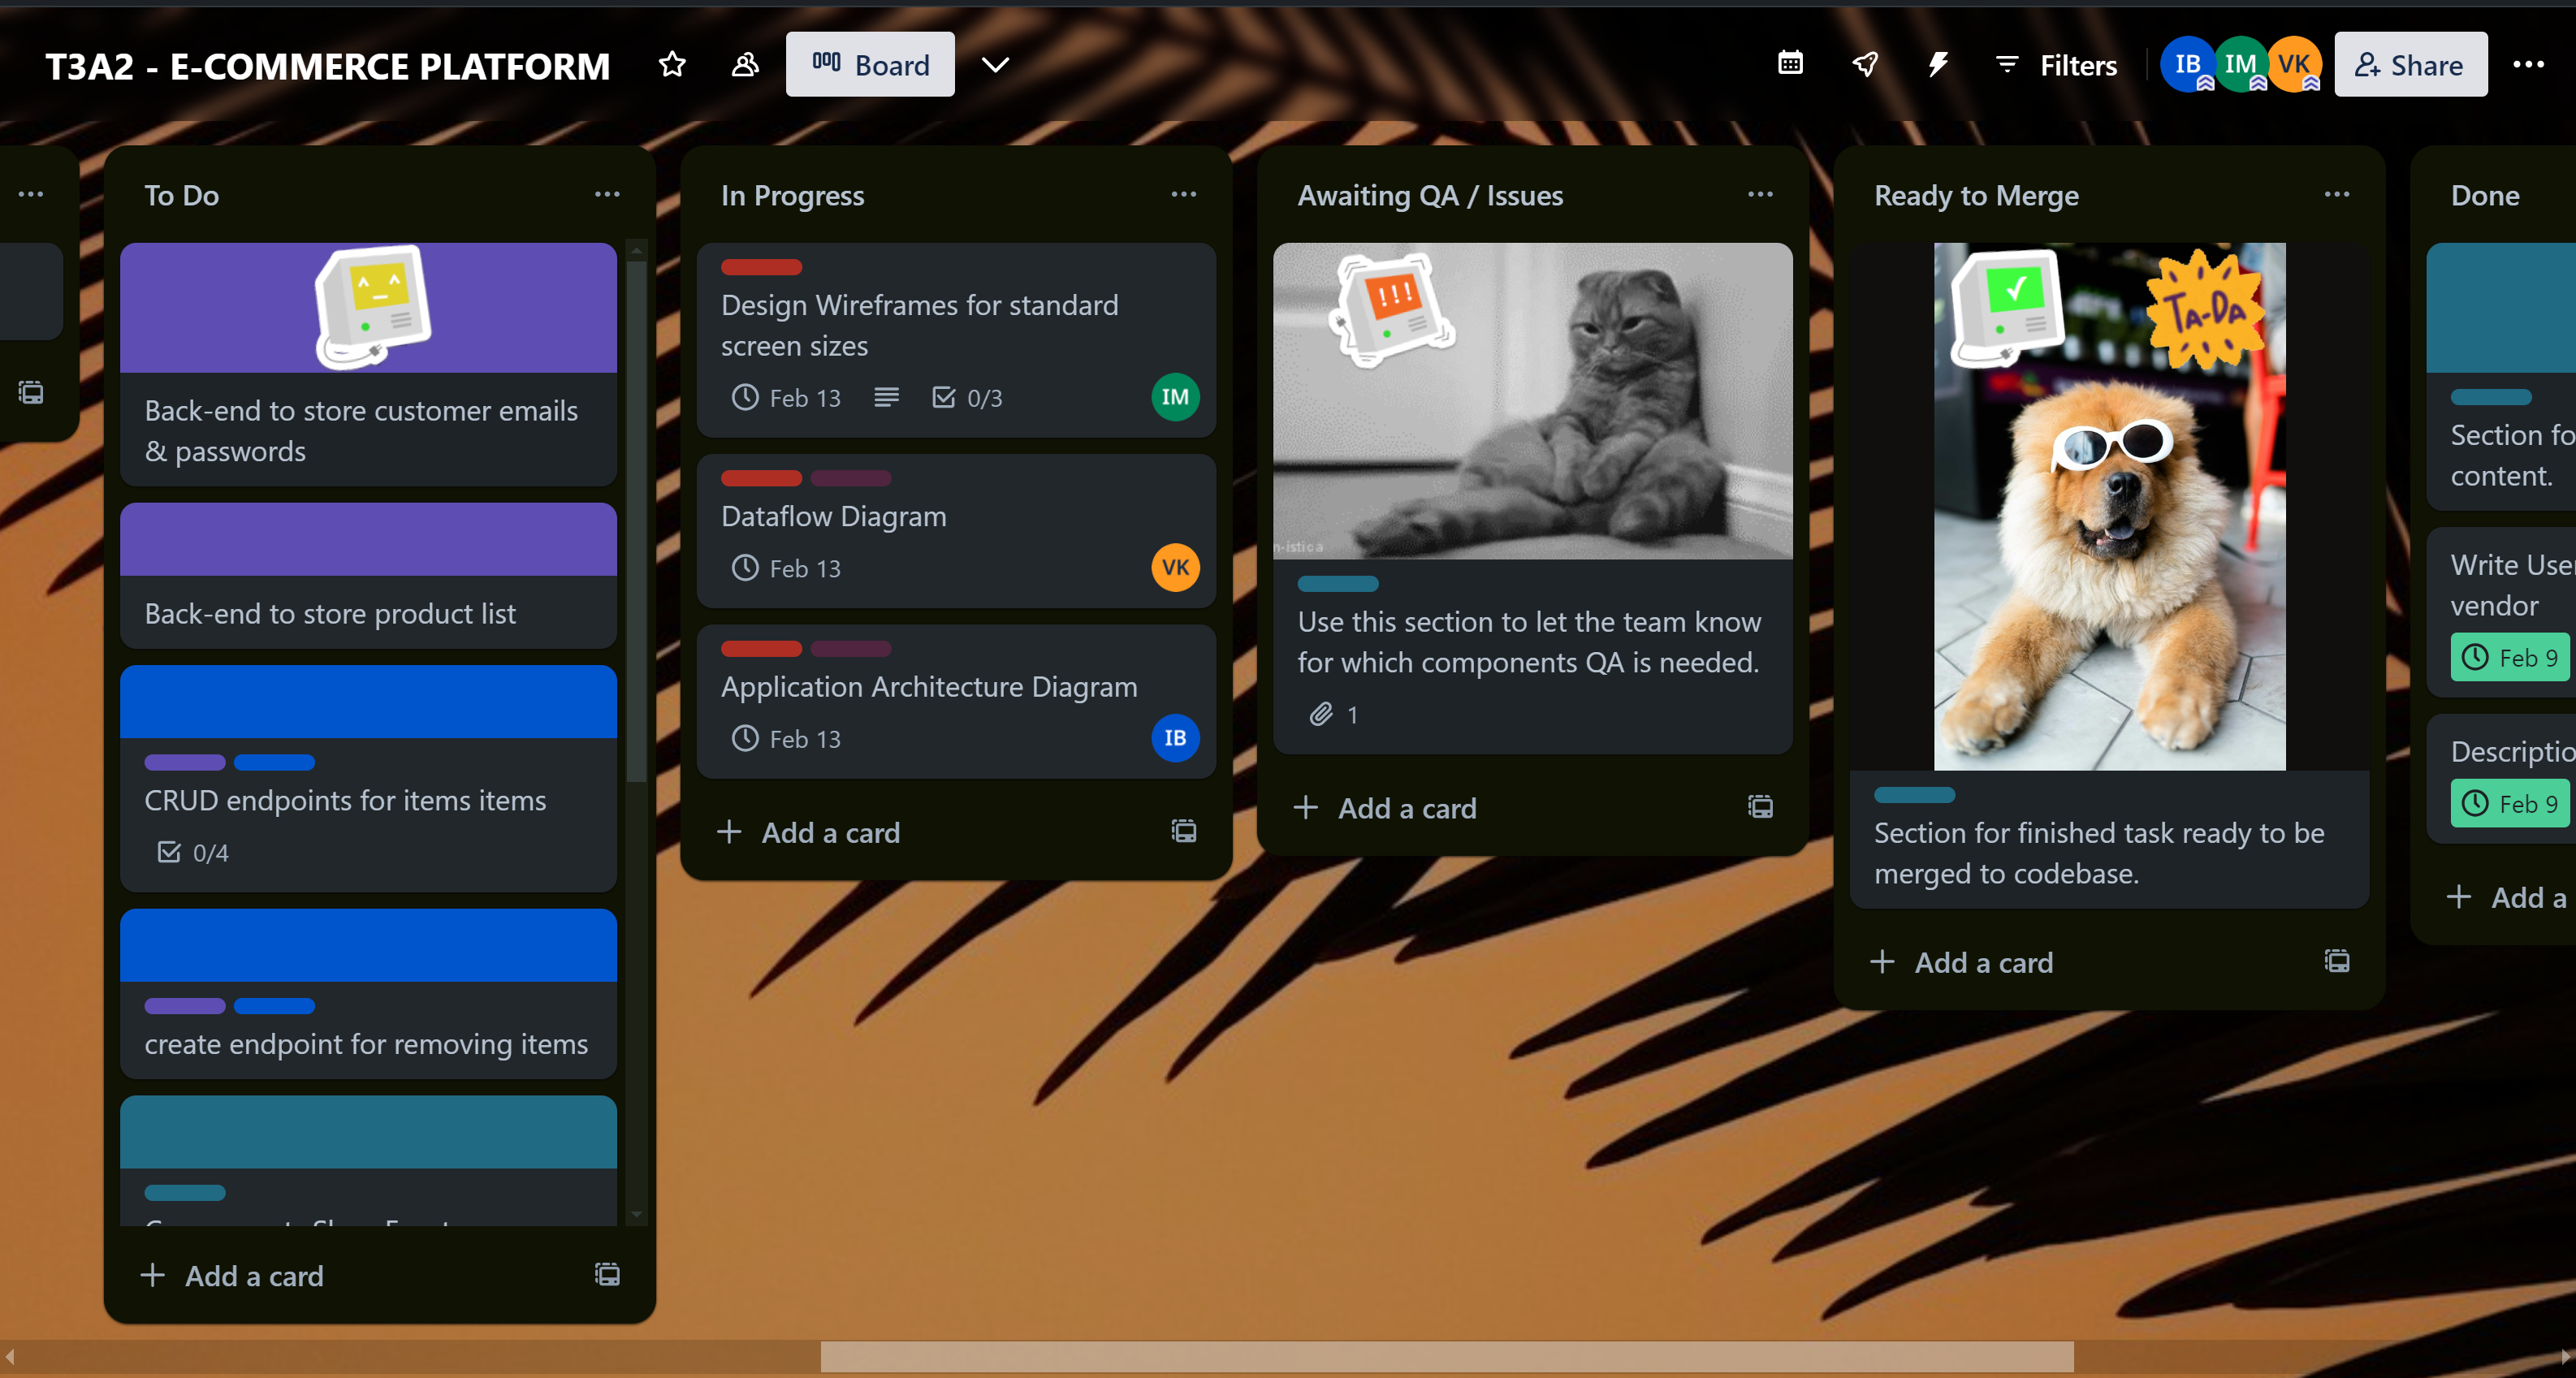 T3A2 - E-COMMERCE PLATFORM
Board
Filters
IB
IM
VK
Share
To Do
Back-end to store customer emails
& passwords
Back-end to store product list
CRUD endpoints for items items
0/4
create endpoint for removing items
Add a card
In Progress
Design Wireframes for standard
screen sizes
Feb 13
0/3
IM
Dataflow Diagram
Feb 13
VK
Application Architecture Diagram
Feb 13
IB
Add a card
Awaiting QA / Issues
!!!
n-istica
Use this section to let the team know
for which components QA is needed.
1
Add a card
Ready to Merge
TA-DA
Section for finished task ready to be
merged to codebase.
Add a card
Done
Section fo
content.
Write User
vendor
Feb 9
Descriptio
Feb 9
Add a